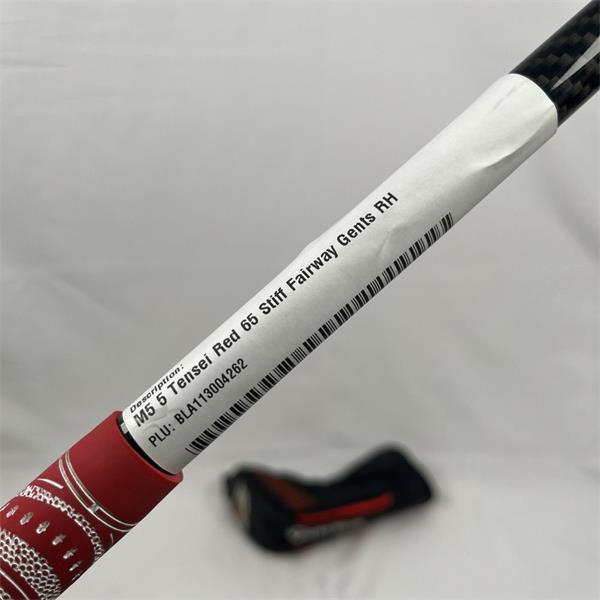 Description:
M5 5 Tensei Red 65 Stiff Fairway Gents RH
PLU: BLA113004262